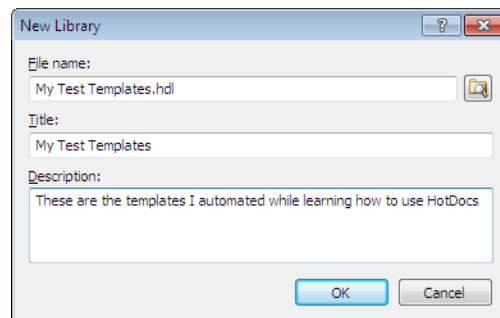 New Library
File name:
My Test Templates.hdl
Title:
My Test Templates
Description:
These are the templates I automated while learning how to use HotDocs
OK
Cancel